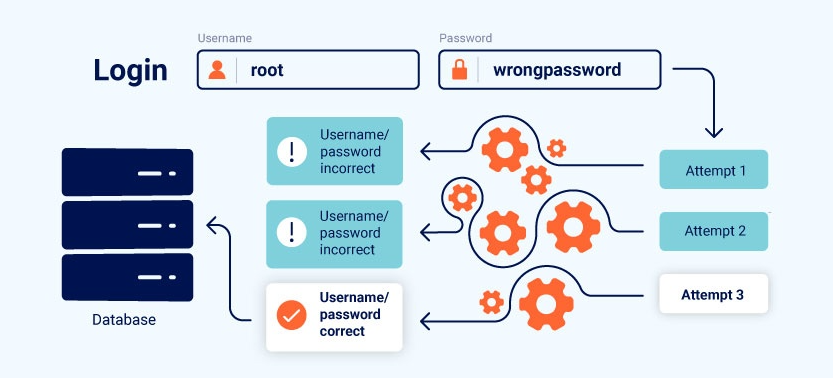 Username
Password
Login
root
wrongpassword
Username/
password
incorrect
Attempt 1
Username/
password
incorrect
Attempt 2
Username/
password
correct
Attempt 3
Database